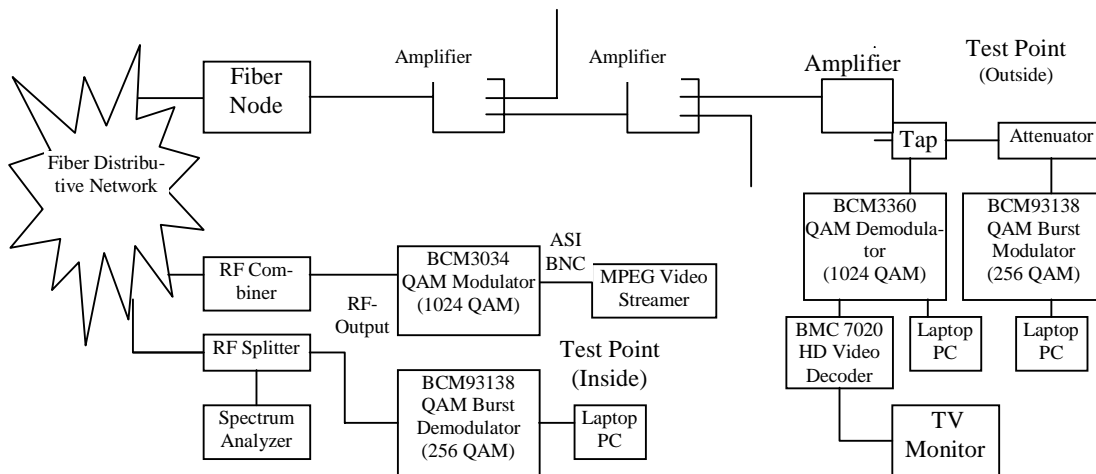 Amplifier
Amplifier
Amplifier
Test Point
(Outside)
Fiber
Node
Tap
Attenuator
Fiber Distribu-
tive Network
BCM3360
QAM Demodula-
tor
(1024 QAM)
BCM93138
QAM Burst
Modulator
(256 QAM)
RF Com-
biner
RF-
Output
BCM3034
QAM Modulator
(1024 QAM)
ASI
BNC
MPEG Video
Streamer
BMC 7020
HD Video
Decoder
Laptop
PC
Laptop
PC
RF Splitter
Test Point
(Inside)
Spectrum
Analyzer
BCM93138
QAM Burst
Demodulator
(256 QAM)
Laptop
PC
TV
Monitor